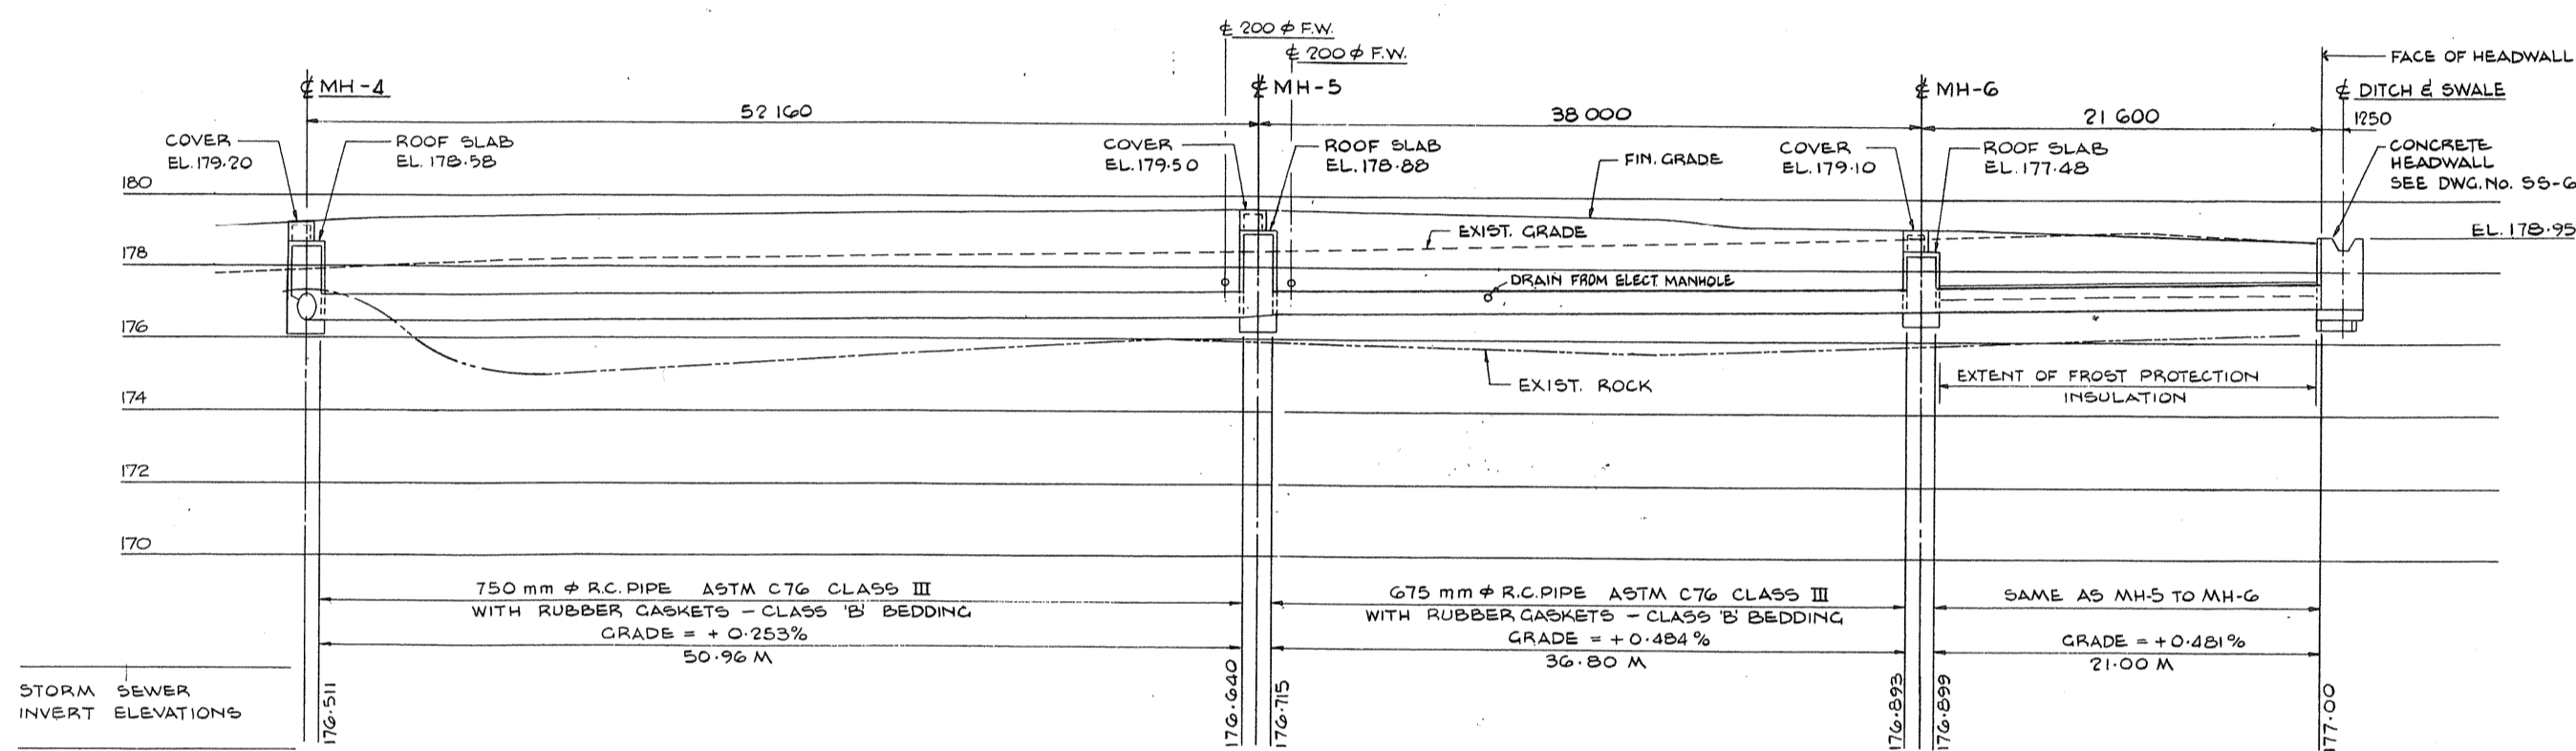 ₵ 200 ⌀ F.W.
₵ 200 ⌀ F.W.
FACE OF HEADWALL
₵ MH-4
₵ MH-5
₵ MH-6
₵ DITCH & SWALE
52 160
38 000
21 600
1250
COVER
EL. 179.20
ROOF SLAB
EL. 178.58
COVER
EL. 179.50
ROOF SLAB
EL. 178.88
FIN. GRADE
COVER
EL. 179.10
ROOF SLAB
EL. 177.48
CONCRETE
HEADWALL
SEE DWG. No. SS-6
180
EXIST. GRADE
EL. 178.95
178
DRAIN FROM ELECT. MANHOLE
176
EXIST. ROCK
EXTENT OF FROST PROTECTION
INSULATION
174
172
170
750 mm ⌀ R.C. PIPE ASTM C76 CLASS III
WITH RUBBER GASKETS - CLASS 'B' BEDDING
GRADE = + 0.253%
50.96 M
675 mm ⌀ R.C. PIPE ASTM C76 CLASS III
WITH RUBBER GASKETS - CLASS 'B' BEDDING
GRADE = + 0.484%
36.80 M
SAME AS MH-5 TO MH-6
GRADE = + 0.481%
21.00 M
STORM SEWER
INVERT ELEVATIONS
176.511
176.640
176.715
176.893
176.899
177.00